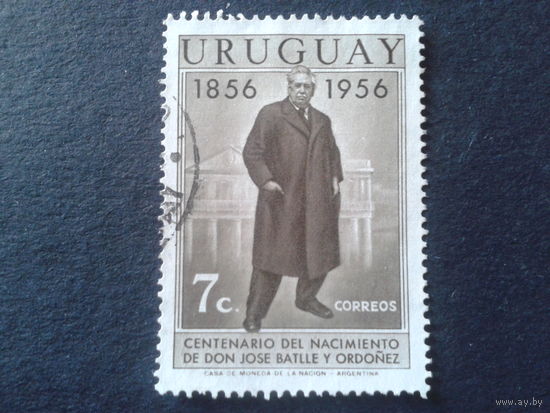 URUGUAY
1856 1956
7c. CORREOS
CENTENARIO DEL NACIMIENTO
DE DON JOSE BATLLE Y ORDOÑEZ
CASA DE MONEDA DE LA NACION - ARGENTINA
www.ay.by